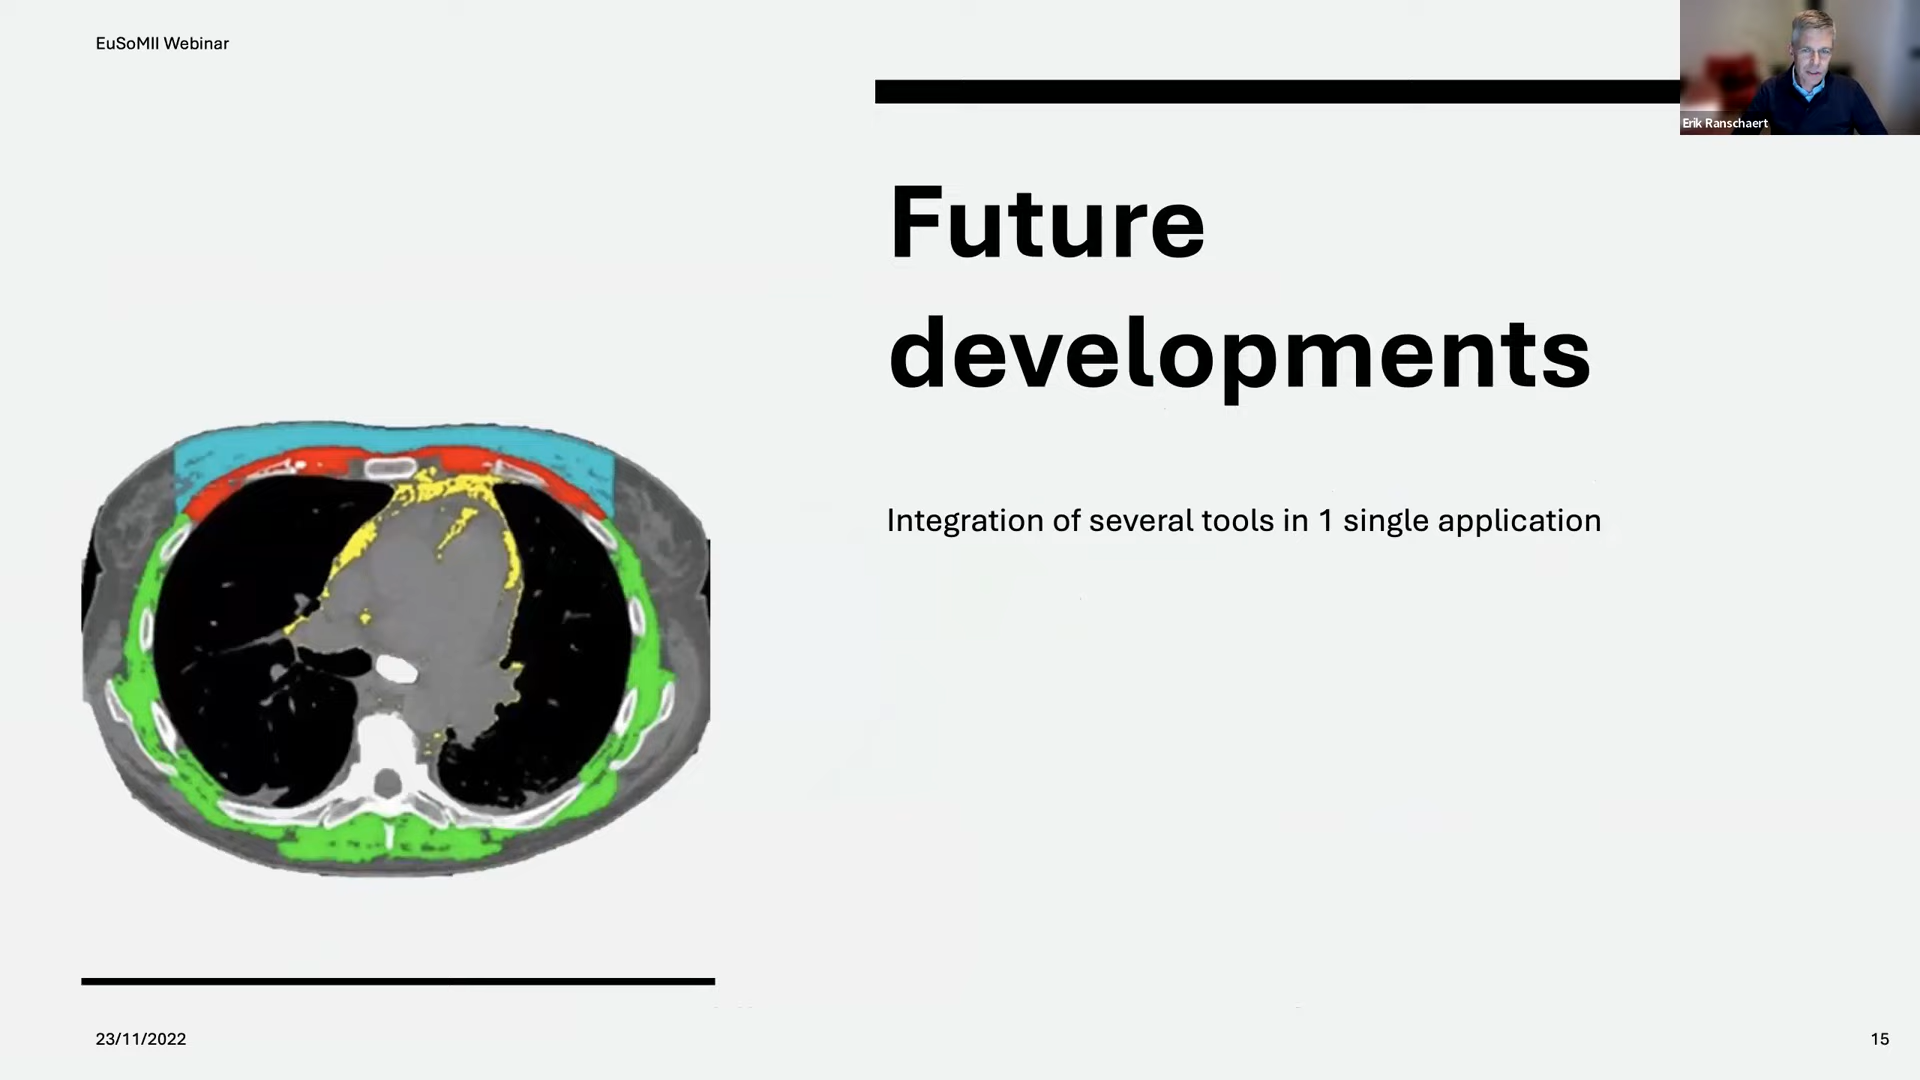 EuSoMII Webinar
Erik Ranschaert
Future
developments
Integration of several tools in 1 single application
23/11/2022
15